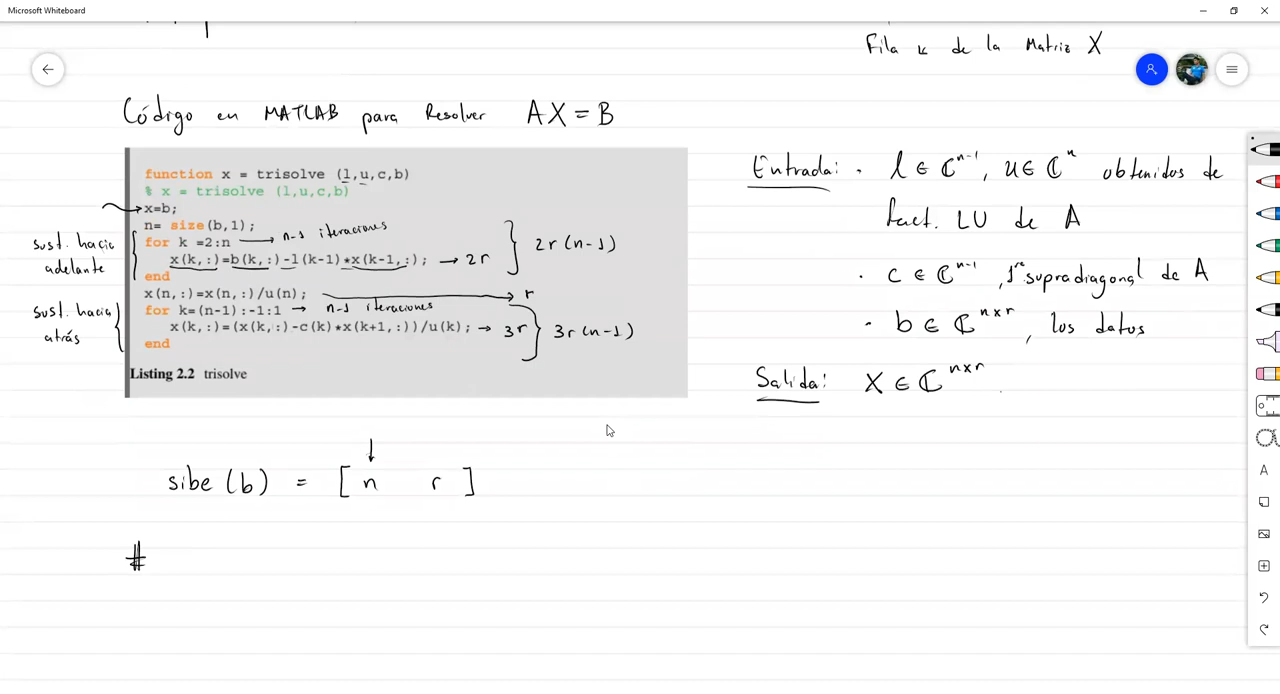 Microsoft Whiteboard
Fila k de la Matriz X
Código en MATLAB para Resolver AX = B
function x = trisolve (l,u,c,b)
% x = trisolve (l,u,c,b)
x=b;
n= size(b,1);
for k =2:n → n-1 iteraciones
x(k,:)=b(k,:)-l(k-1)*x(k-1,:); → 2r
end
2r(n-1)
sust. hacia
adelante
x(n,:)=x(n,:)/u(n); → r
for k=(n-1):-1:1 → n-1 iteraciones
x(k,:)=(x(k,:)-c(k)*x(k+1,:))/u(k); → 3r
end
3r(n-1)
sust. hacia
atrás
Listing 2.2 trisolve
Entrada: · l ∈ ℂ^{n-1}, u ∈ ℂ^n obtenidos de
fact. LU de A
· c ∈ ℂ^{n-1}, 1ra supradiagonal de A
· b ∈ ℂ^{n×r}, los datos
Salida: X ∈ ℂ^{n×r}.
sibe (b) = [ n r ]
#
A